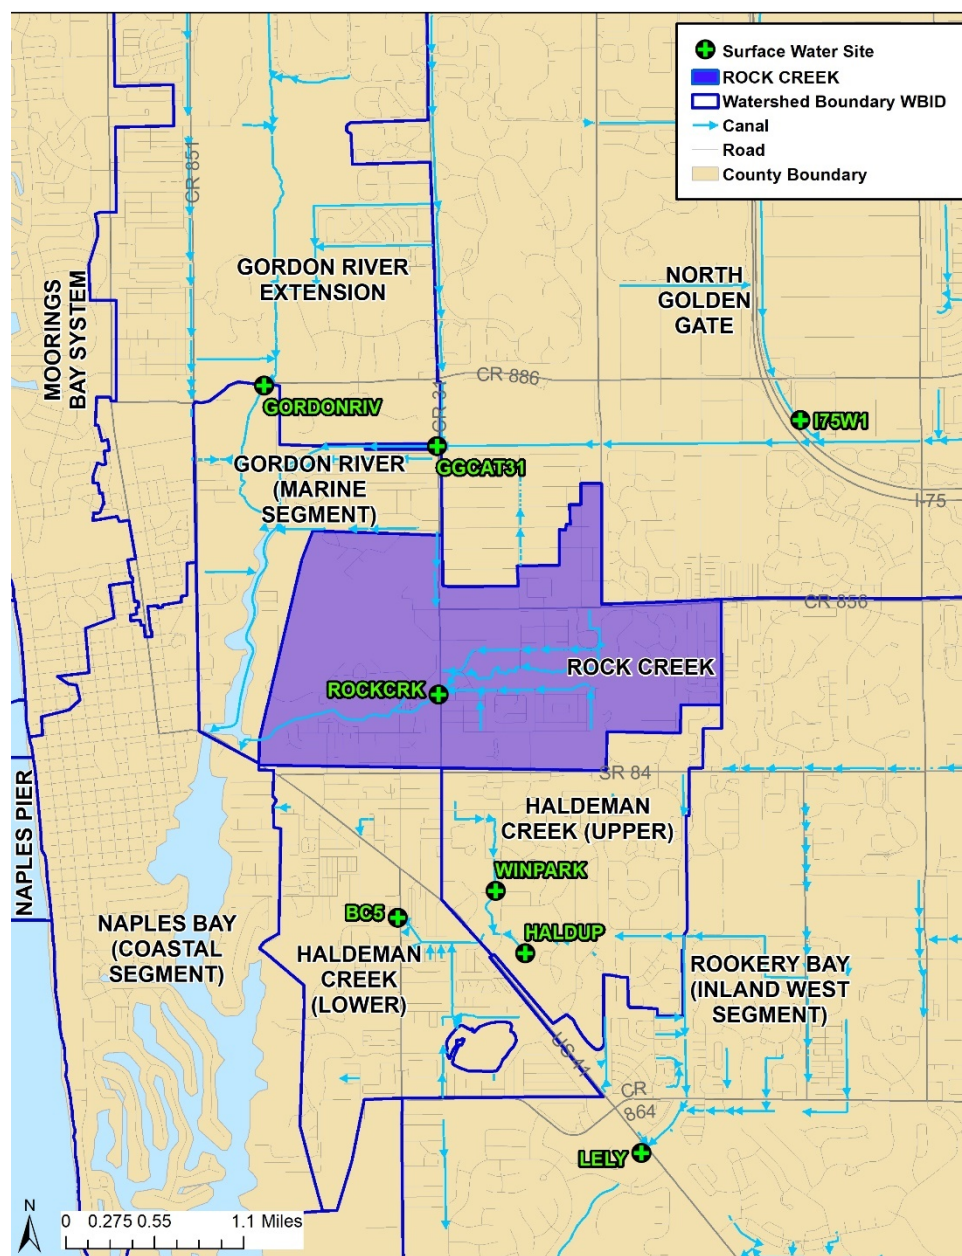 Surface Water Site
ROCK CREEK
Watershed Boundary WBID
Canal
Road
County Boundary
CR 851
MOORINGS
BAY SYSTEM
GORDON RIVER
EXTENSION
NORTH
GOLDEN
GATE
CR 886
CR 31
GORDONRIV
I75W1
GGCAT31
GORDON RIVER
(MARINE
SEGMENT)
I-75
CR 856
ROCK CREEK
ROCKCRK
SR 84
NAPLES PIER
HALDEMAN
CREEK (UPPER)
WINPARK
BC5
NAPLES BAY
(COASTAL
SEGMENT)
HALDUP
HALDEMAN
CREEK
(LOWER)
ROOKERY BAY
(INLAND WEST
SEGMENT)
US 41
CR
864
LELY
N
0 0.275 0.55 1.1 Miles